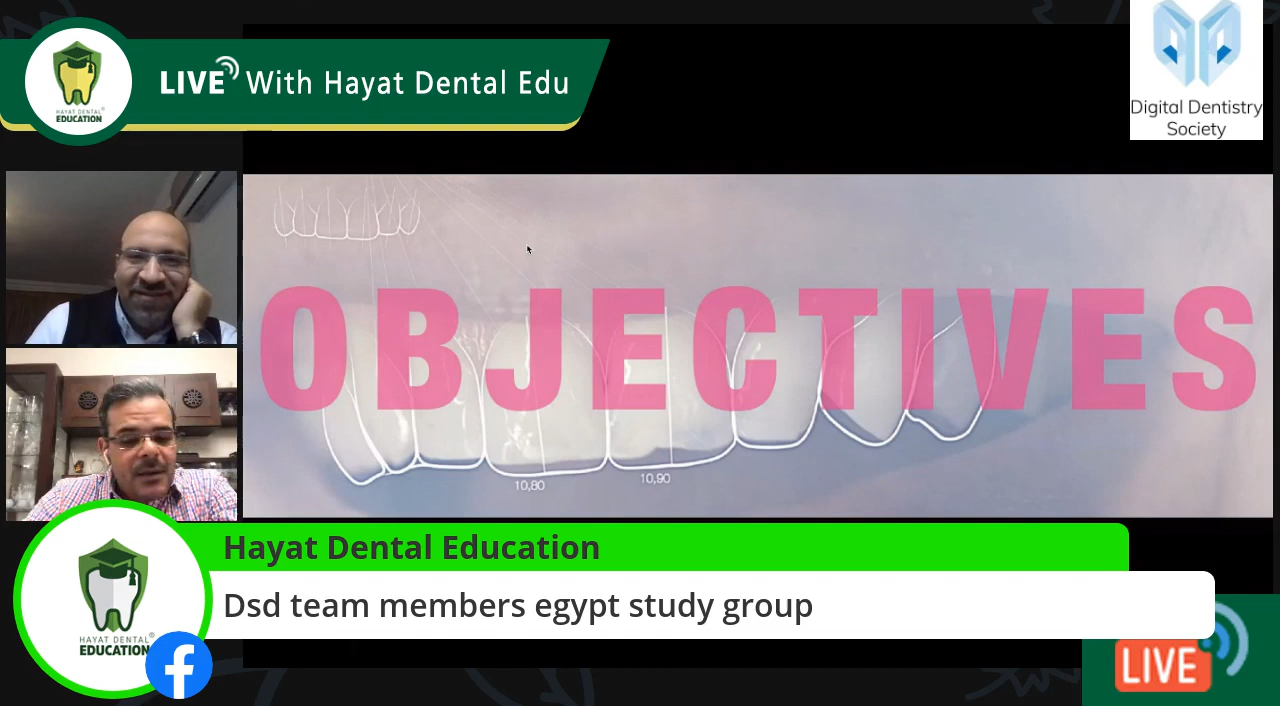 LIVE With Hayat Dental Edu
HAYAT DENTAL
EDUCATION
Digital Dentistry
Society
OBJECTIVES
10,80
10,90
Hayat Dental Education
Dsd team members egypt study group
HAYAT DENTAL
EDUCATION
LIVE